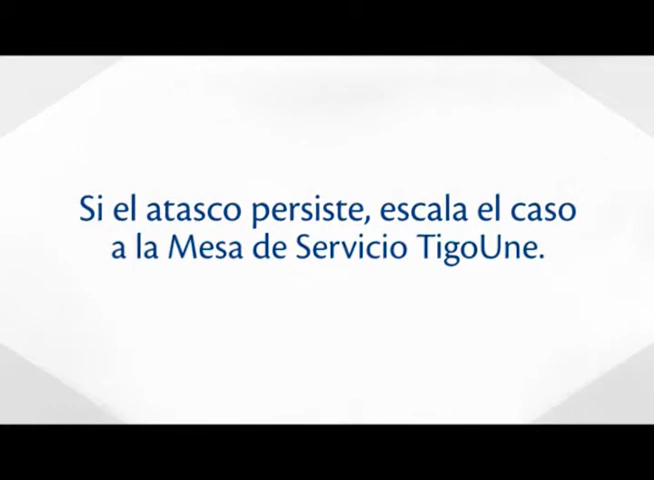 Si el atasco persiste, escala el caso
a la Mesa de Servicio TigoUne.